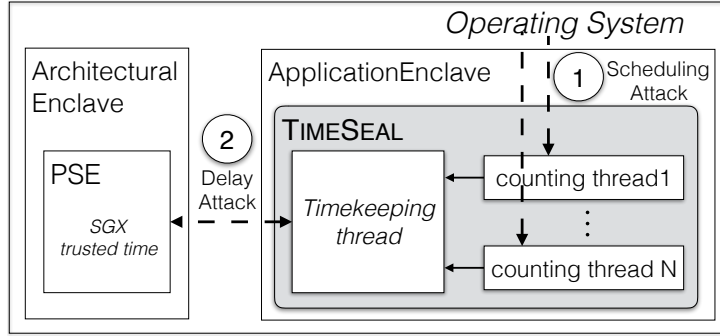 Operating System
Architectural
Enclave
ApplicationEnclave
1
Scheduling
Attack
2
Delay
Attack
TIMESEAL
PSE
SGX
trusted time
Timekeeping
thread
counting thread1
⋮
counting thread N